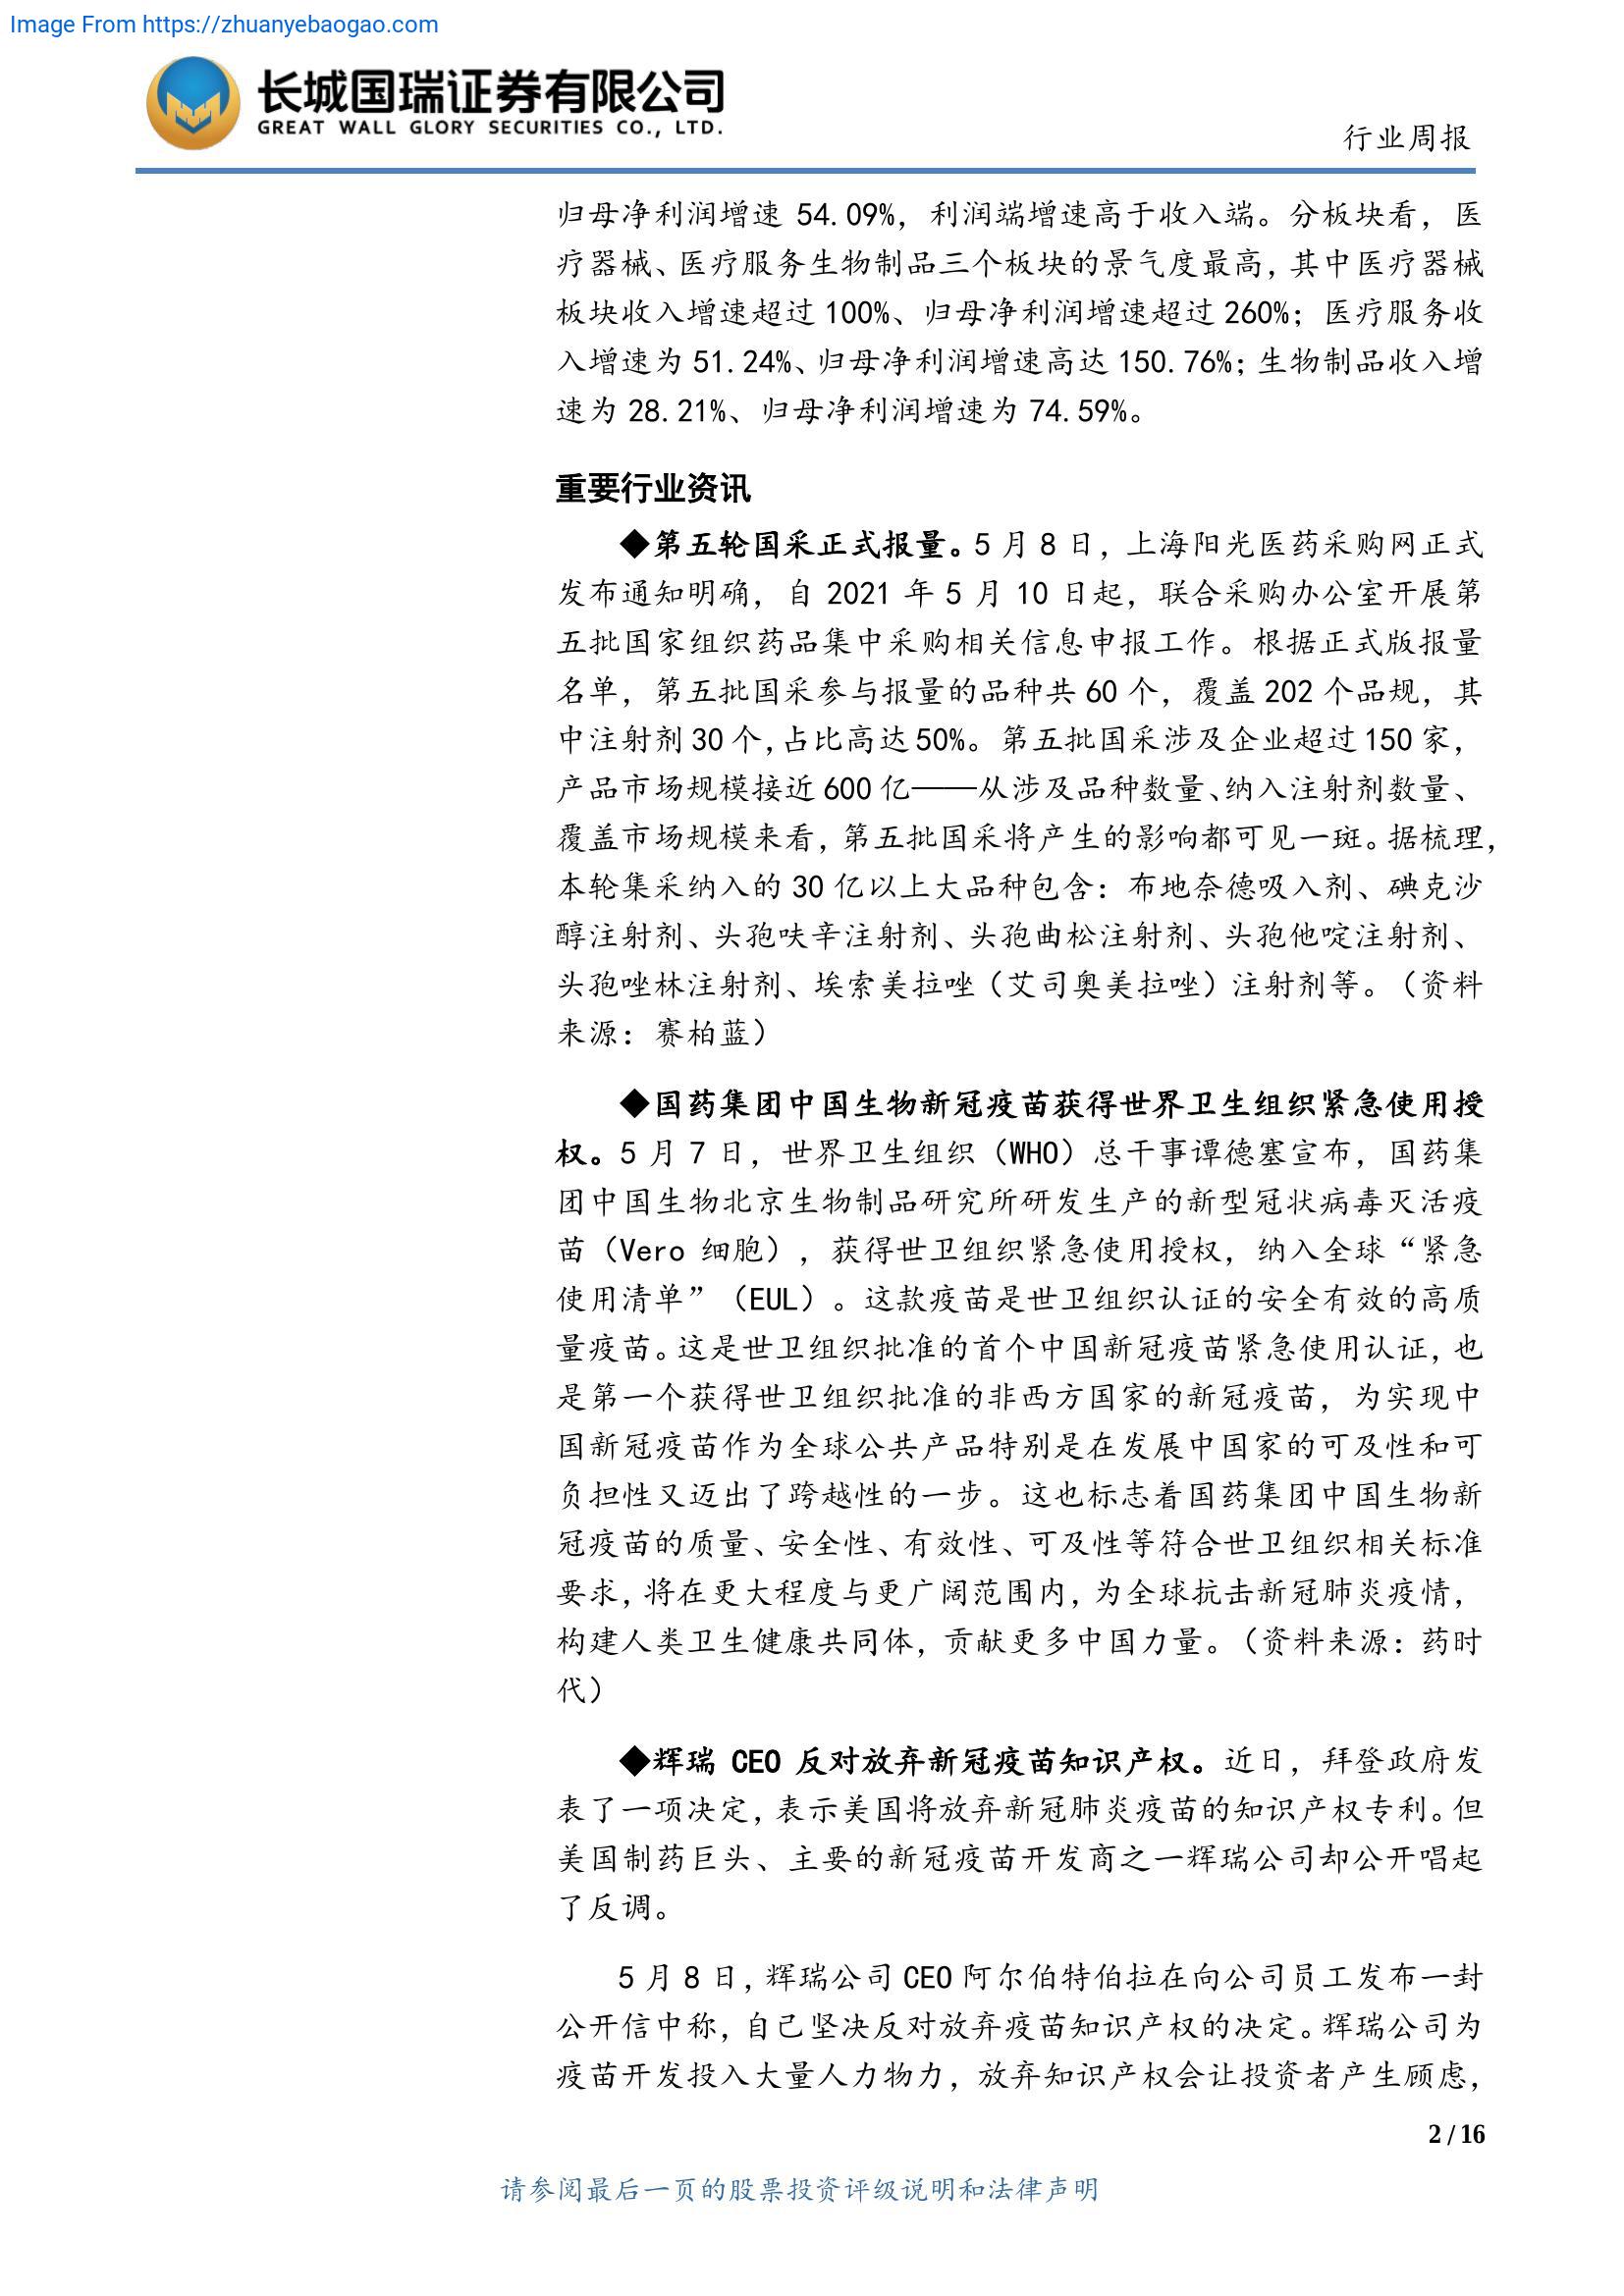 Image From https://zhuanyebaogao.com
长城国瑞证券有限公司
GREAT WALL GLORY SECURITIES CO., LTD.
行业周报
归母净利润增速 54.09%，利润端增速高于收入端。分板块看，医
疗器械、医疗服务生物制品三个板块的景气度最高，其中医疗器械
板块收入增速超过 100%、归母净利润增速超过 260%；医疗服务收
入增速为 51.24%、归母净利润增速高达 150.76%；生物制品收入增
速为 28.21%、归母净利润增速为 74.59%。
重要行业资讯
◆第五轮国采正式报量。5 月 8 日，上海阳光医药采购网正式
发布通知明确，自 2021 年 5 月 10 日起，联合采购办公室开展第
五批国家组织药品集中采购相关信息申报工作。根据正式版报量
名单，第五批国采参与报量的品种共 60 个，覆盖 202 个品规，其
中注射剂 30 个，占比高达 50%。第五批国采涉及企业超过 150 家，
产品市场规模接近 600 亿——从涉及品种数量、纳入注射剂数量、
覆盖市场规模来看，第五批国采将产生的影响都可见一斑。据梳理，
本轮集采纳入的 30 亿以上大品种包含：布地奈德吸入剂、碘克沙
醇注射剂、头孢呋辛注射剂、头孢曲松注射剂、头孢他啶注射剂、
头孢唑林注射剂、埃索美拉唑（艾司奥美拉唑）注射剂等。（资料
来源：赛柏蓝）
◆国药集团中国生物新冠疫苗获得世界卫生组织紧急使用授
权。5 月 7 日，世界卫生组织（WHO）总干事谭德塞宣布，国药集
团中国生物北京生物制品研究所研发生产的新型冠状病毒灭活疫
苗（Vero 细胞），获得世卫组织紧急使用授权，纳入全球“紧急
使用清单”（EUL）。这款疫苗是世卫组织认证的安全有效的高质
量疫苗。这是世卫组织批准的首个中国新冠疫苗紧急使用认证，也
是第一个获得世卫组织批准的非西方国家的新冠疫苗，为实现中
国新冠疫苗作为全球公共产品特别是在发展中国家的可及性和可
负担性又迈出了跨越性的一步。这也标志着国药集团中国生物新
冠疫苗的质量、安全性、有效性、可及性等符合世卫组织相关标准
要求，将在更大程度与更广阔范围内，为全球抗击新冠肺炎疫情，
构建人类卫生健康共同体，贡献更多中国力量。（资料来源：药时
代）
◆辉瑞 CEO 反对放弃新冠疫苗知识产权。近日，拜登政府发
表了一项决定，表示美国将放弃新冠肺炎疫苗的知识产权专利。但
美国制药巨头、主要的新冠疫苗开发商之一辉瑞公司却公开唱起
了反调。
5 月 8 日，辉瑞公司 CEO 阿尔伯特伯拉在向公司员工发布一封
公开信中称，自己坚决反对放弃疫苗知识产权的决定。辉瑞公司为
疫苗开发投入大量人力物力，放弃知识产权会让投资者产生顾虑，
2 / 16
请参阅最后一页的股票投资评级说明和法律声明